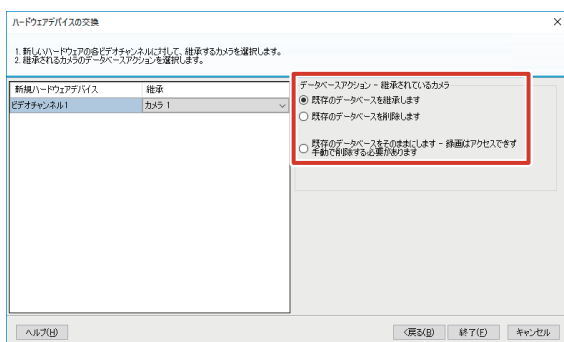 ハードウェアデバイスの交換
1. 新しいハードウェアの各ビデオチャンネルに対して、継承するカメラを選択します。
2. 継承されるカメラのデータベースアクションを選択します。
新規ハードウェアデバイス 継承
ビデオチャンネル1 カメラ 1
データベースアクション - 継承されているカメラ
既存のデータベースを継承します
既存のデータベースを削除します
既存のデータベースをそのままにします - 録画はアクセスできず
手動で削除する必要があります
ヘルプ(H) <戻る(B) 終了(F) キャンセル